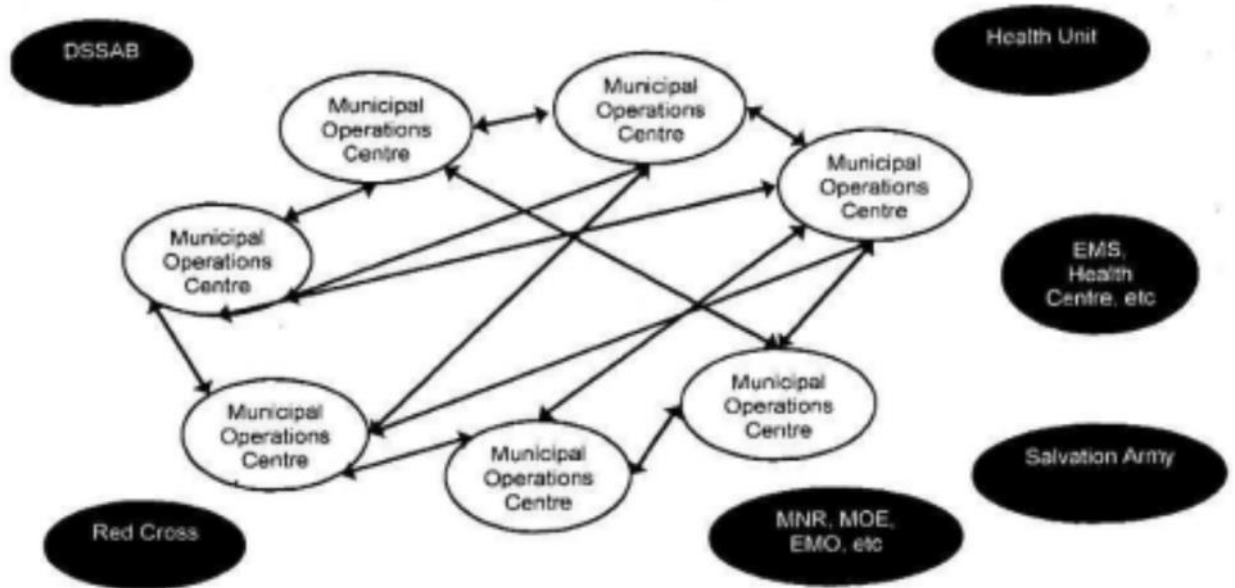 DSSAB
Health Unit
Municipal
Operations
Centre
Municipal
Operations
Centre
Municipal
Operations
Centre
Municipal
Operations
Centre
EMS,
Health
Centre, etc
Municipal
Operations
Centre
Municipal
Operations
Centre
Municipal
Operations
Centre
Salvation Army
Red Cross
MNR, MOE,
EMO, etc